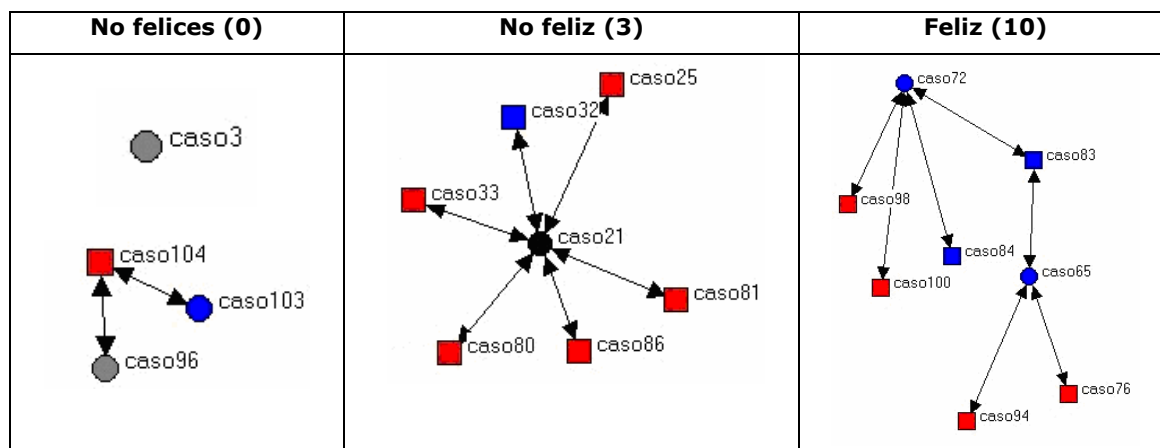 No felices (0)
No feliz (3)
Feliz (10)
caso3
caso104
caso103
caso96
caso25
caso32
caso33
caso21
caso81
caso80
caso86
caso72
caso83
caso98
caso84
caso100
caso65
caso76
caso94